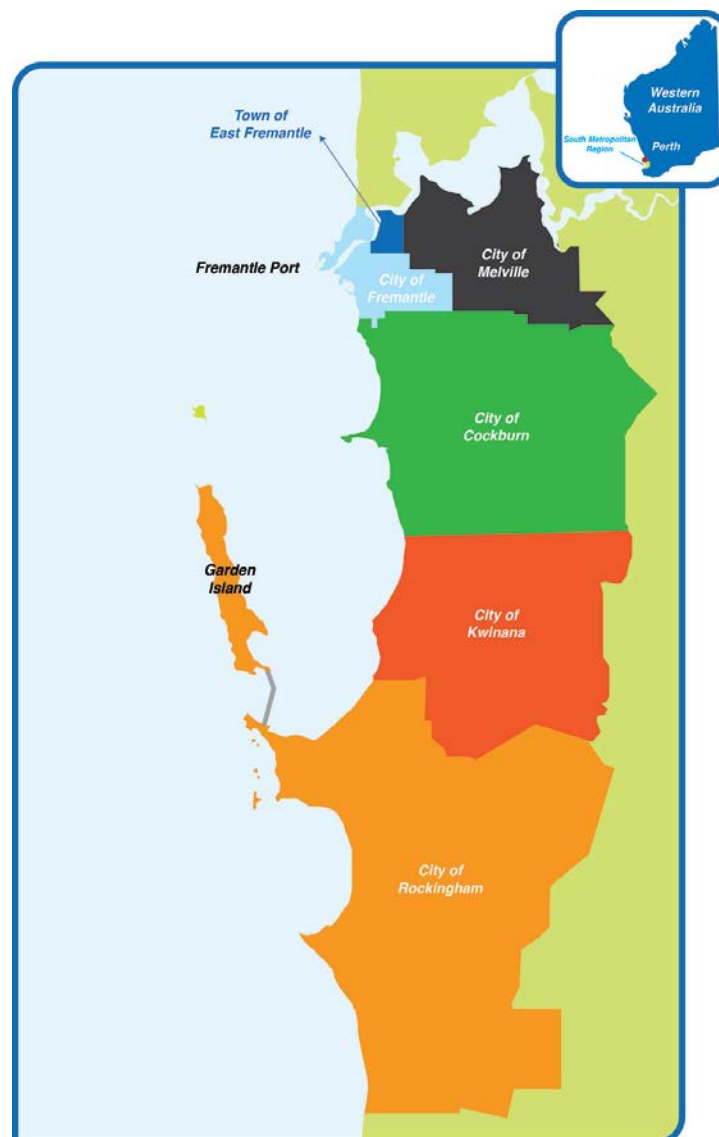 Western
Australia
South Metropolitan
Region
Perth
Town of
East Fremantle
Fremantle Port
City of
Fremantle
City of
Melville
City of
Cockburn
Garden
Island
City of
Kwinana
City of
Rockingham